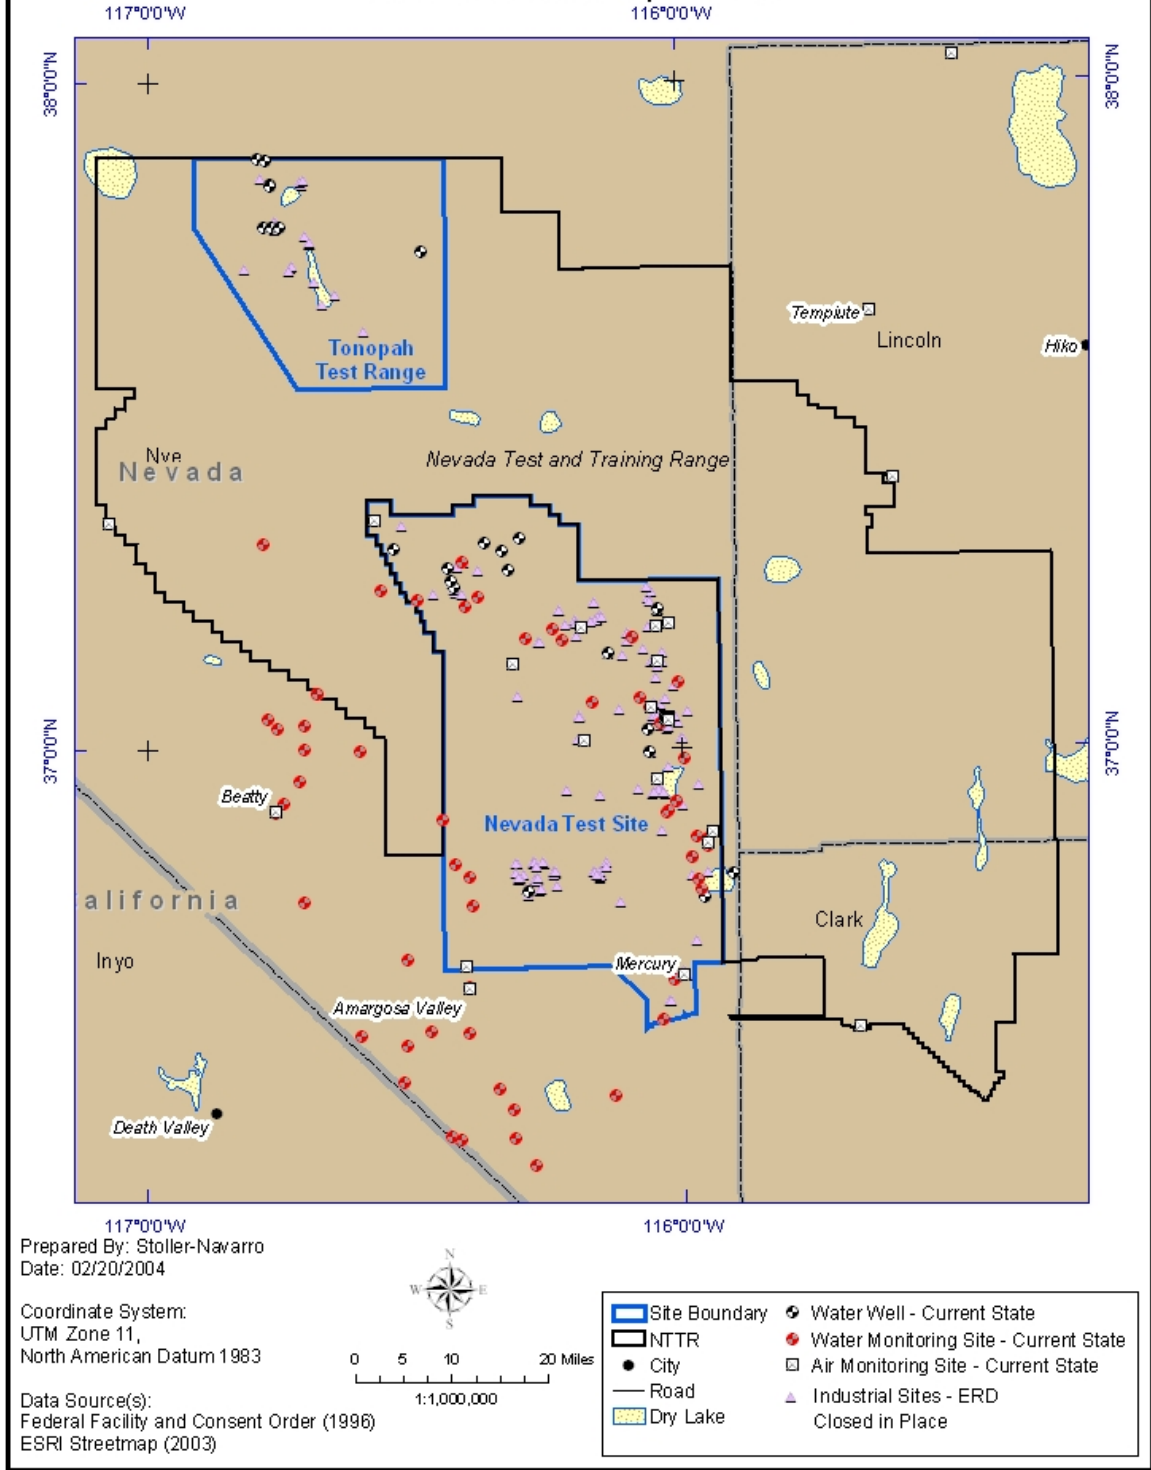 117°0'0"W 116°0'0"W
38°0'0"N 38°0'0"N
Tempiute
Lincoln
Hiko
Tonopah
Test Range
Nye
Nevada
Nevada Test and Training Range
37°0'0"N 37°0'0"N
Beatty
Nevada Test Site
alifornia
Clark
Inyo
Mercury
Amargosa Valley
Death Valley
117°0'0"W 116°0'0"W
Prepared By: Stoller-Navarro
Date: 02/20/2004
Coordinate System:
UTM Zone 11,
North American Datum 1983
Data Source(s):
Federal Facility and Consent Order (1996)
ESRI Streetmap (2003)
N
W E
S
0 5 10 20 Miles
1:1,000,000
Site Boundary
NTTR
City
Road
Dry Lake
Water Well - Current State
Water Monitoring Site - Current State
Air Monitoring Site - Current State
Industrial Sites - ERD
Closed in Place